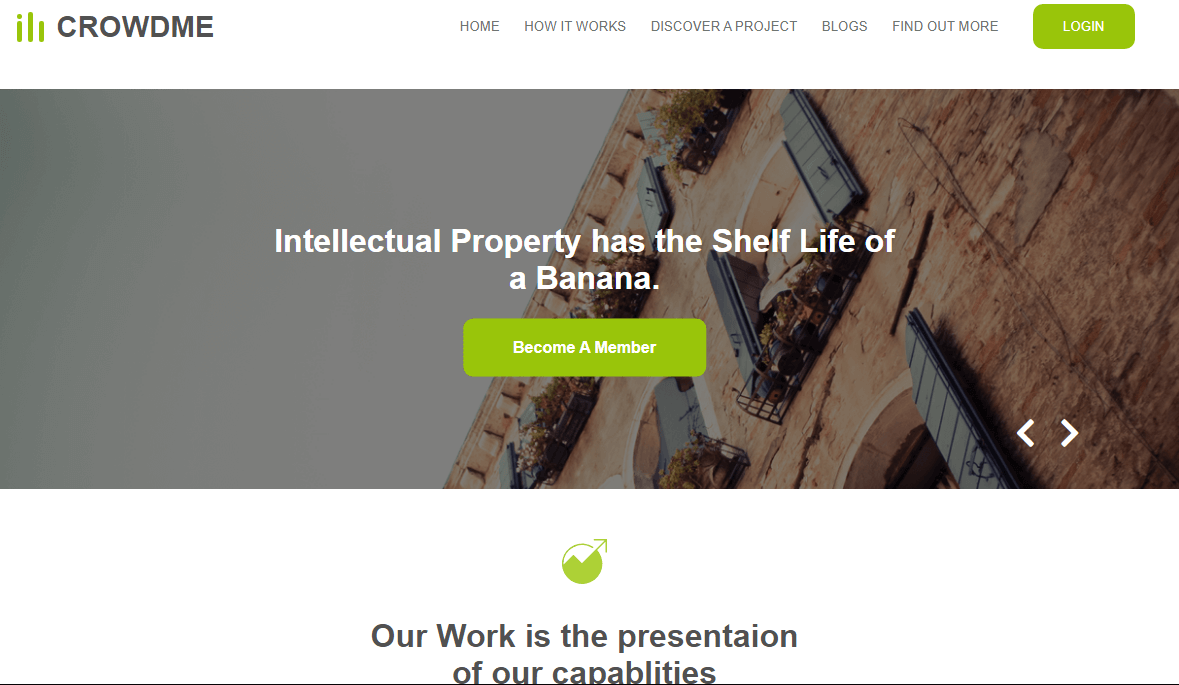 CROWDME
HOME HOW IT WORKS DISCOVER A PROJECT BLOGS FIND OUT MORE LOGIN
Intellectual Property has the Shelf Life of
a Banana.
Become A Member
Our Work is the presentaion
of our capablities